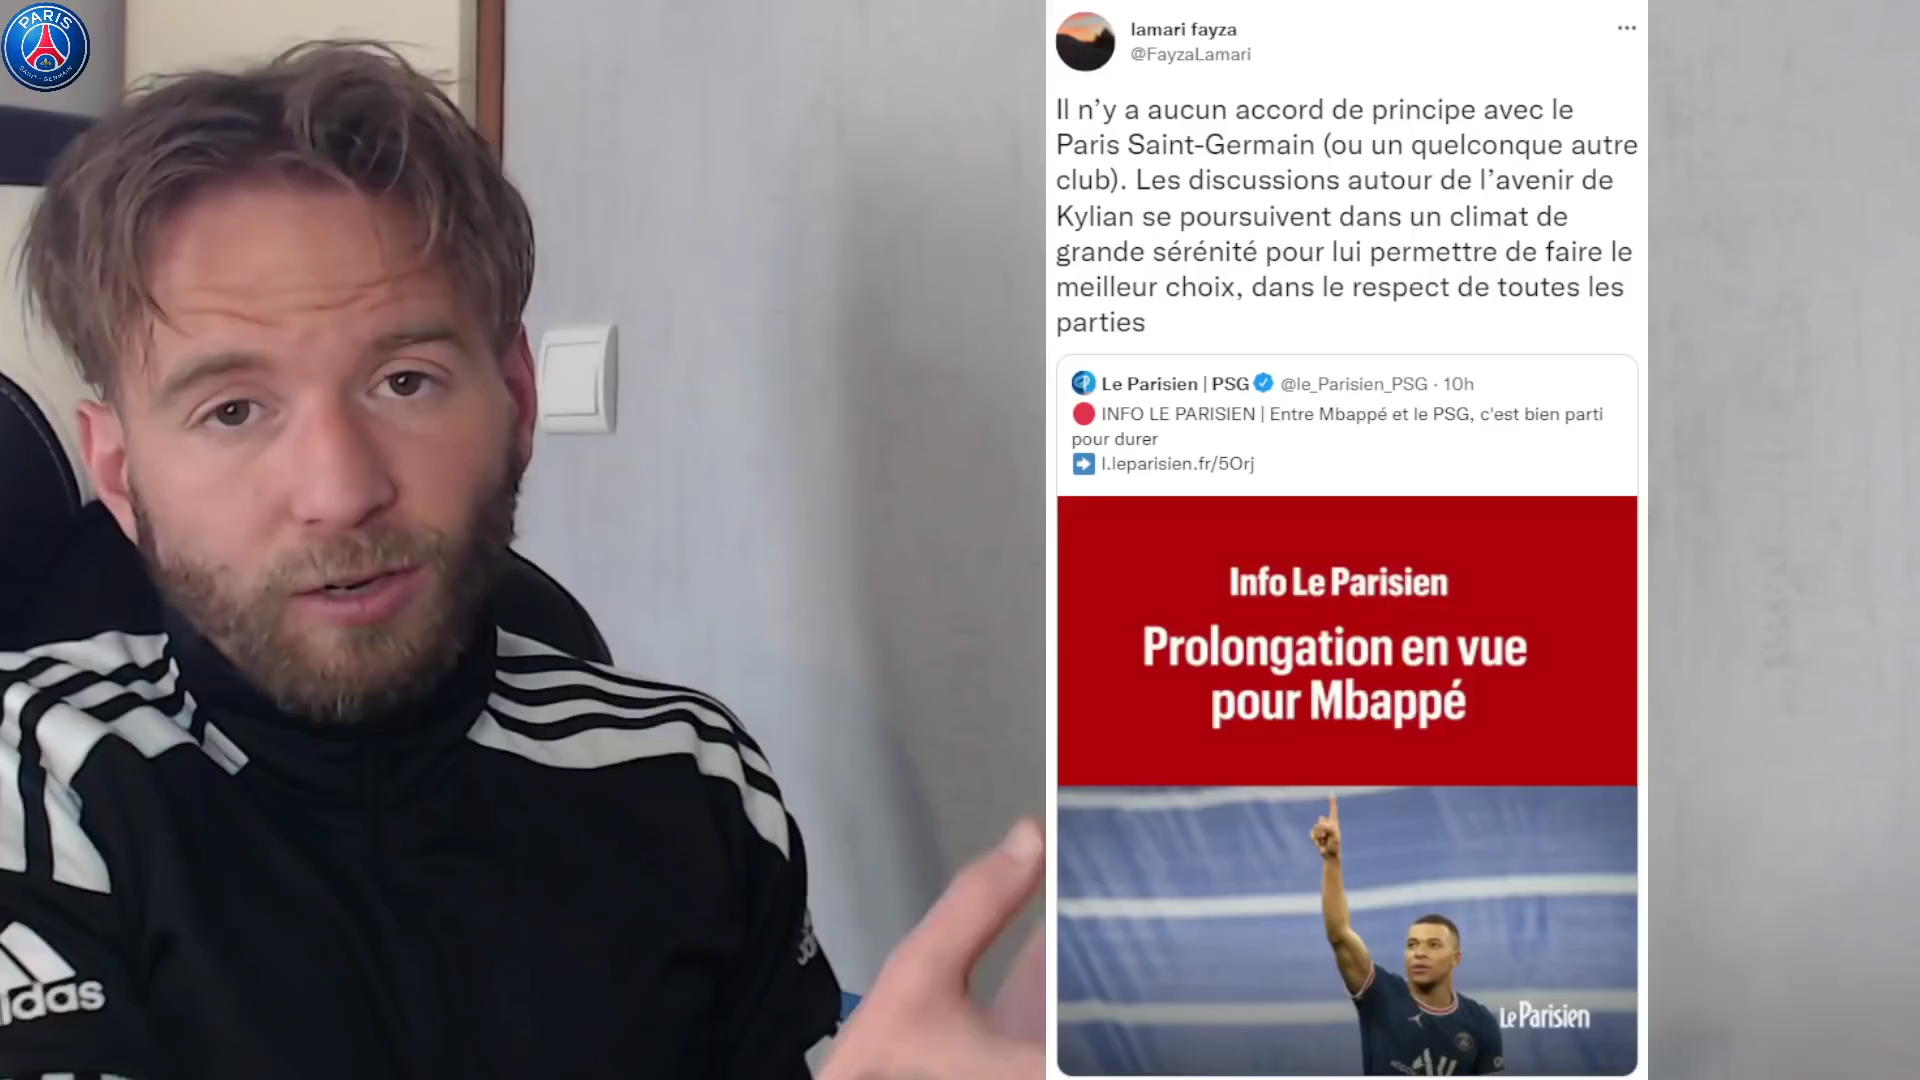 PARIS
SAINT-GERMAIN
lamari fayza
@FayzaLamari
Il n’y a aucun accord de principe avec le
Paris Saint-Germain (ou un quelconque autre
club). Les discussions autour de l’avenir de
Kylian se poursuivent dans un climat de
grande sérénité pour lui permettre de faire le
meilleur choix, dans le respect de toutes les
parties
Le Parisien | PSG @le_Parisien_PSG · 10h
INFO LE PARISIEN | Entre Mbappé et le PSG, c'est bien parti
pour durer
l.leparisien.fr/5Orj
Info Le Parisien
Prolongation en vue
pour Mbappé
Le Parisien